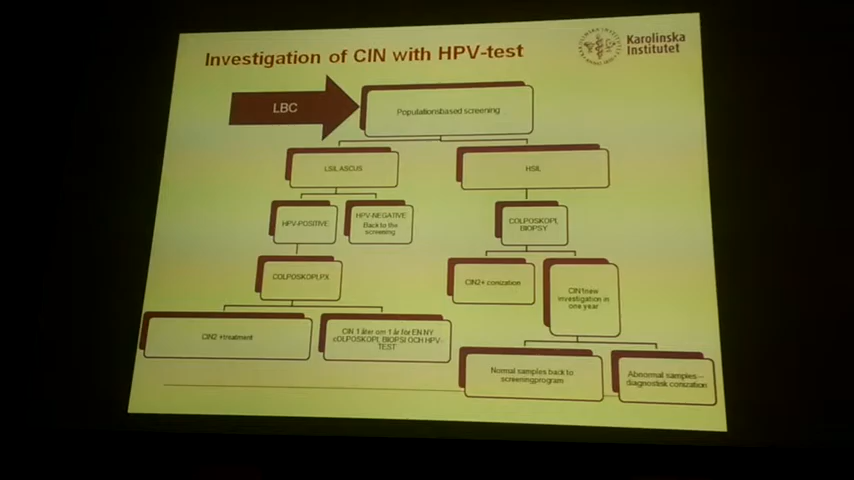 Investigation of CIN with HPV-test
Karolinska
Institutet
LBC
Populationsbased screening
LSIL ASCUS
HSIL
HPV-POSITIVE
HPV-NEGATIVE
Back to the
screening
COLPOSKOPI,
BIOPSY
COLPOSKOPI,PX
CIN2+ conization
CIN1new
investigation in
one year
CIN2 +treatment
CIN 1 åter om 1 år för EN NY
cOLPOSKOPI, BIOPSI OCH HPV-
TEST
Normal samples back to
screeningprogram
Abnormal samples –
diagnostisk conization